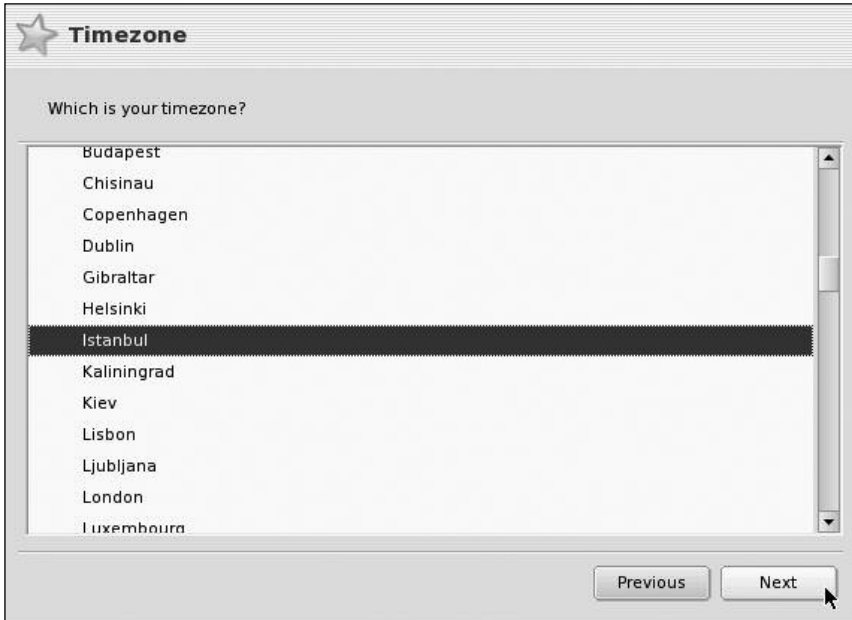 Timezone
Which is your timezone?
Budapest
Chisinau
Copenhagen
Dublin
Gibraltar
Helsinki
Istanbul
Kaliningrad
Kiev
Lisbon
Ljubljana
London
Luxembourg
Previous
Next